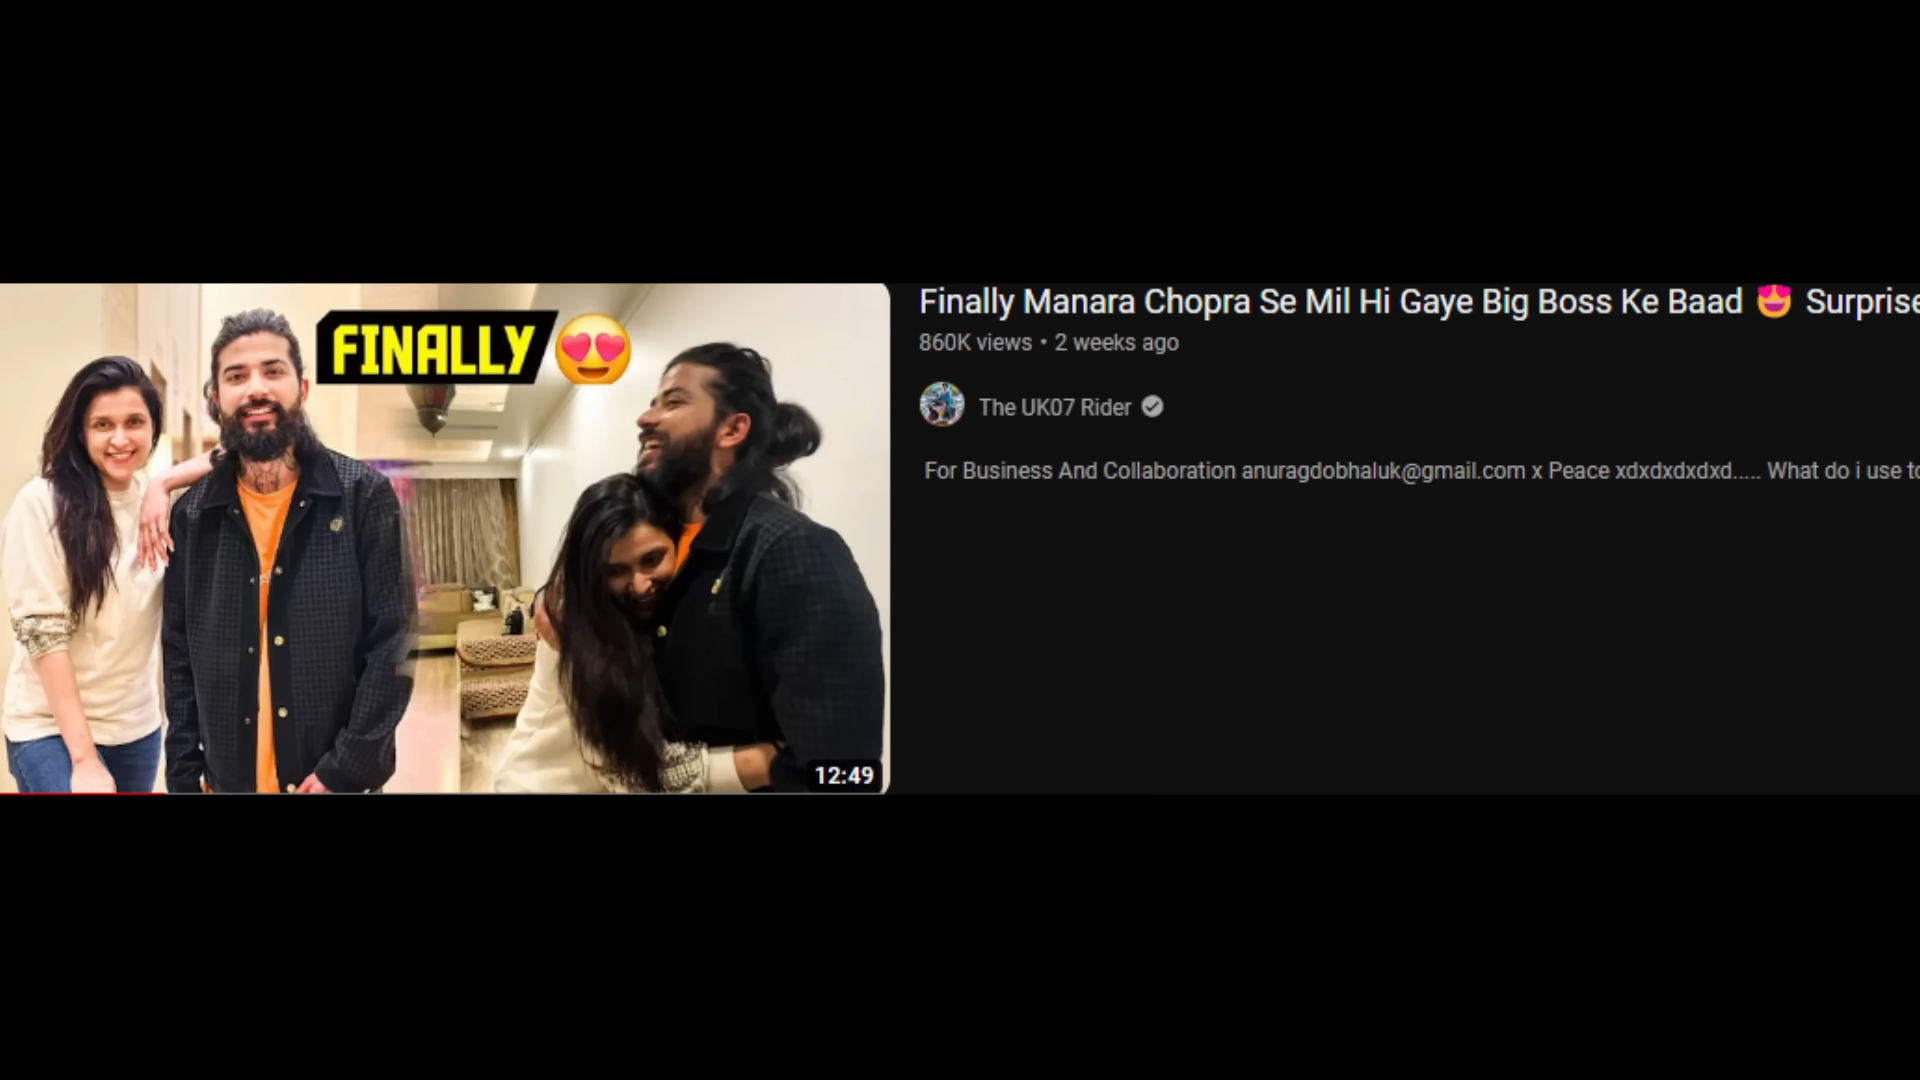 FINALLY
12:49
Finally Manara Chopra Se Mil Hi Gaye Big Boss Ke Baad 😍 Surprise
860K views • 2 weeks ago
The UK07 Rider
For Business And Collaboration anuragdobhaluk@gmail.com x Peace xdxdxdxdxd..... What do i use to